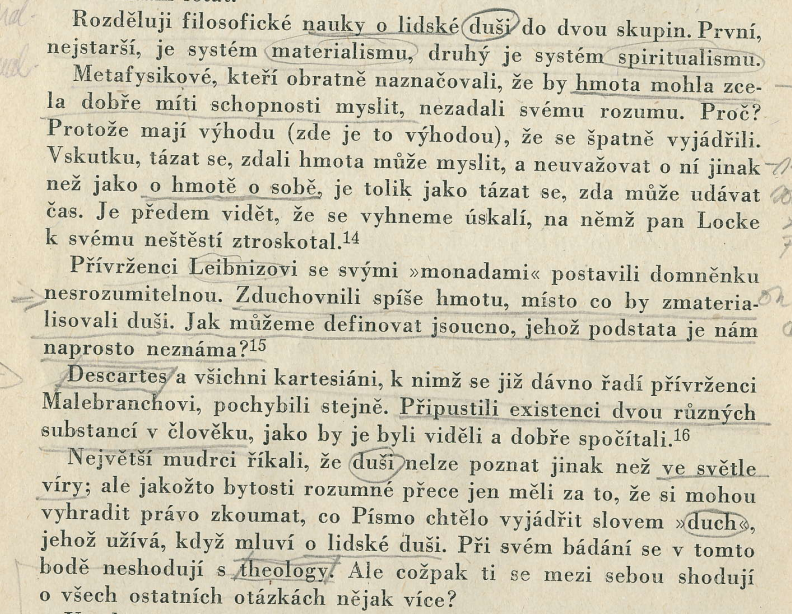 Rozděluji filosofické nauky o lidské duši do dvou skupin. První,
nejstarší, je systém materialismu, druhý je systém spiritualismu.
Metafysikové, kteří obratně naznačovali, že by hmota mohla zce-
la dobře míti schopnosti myslit, nezadali svému rozumu. Proč?
Protože mají výhodu (zde je to výhodou), že se špatně vyjádřili.
Vskutku, tázat se, zdali hmota může myslit, a neuvažovat o ní jinak
než jako o hmotě o sobě, je tolik jako tázat se, zda může udávat
čas. Je předem vidět, že se vyhneme úskalí, na němž pan Locke
k svému neštěstí ztroskotal.14
Přívrženci Leibnizovi se svými »monadami« postavili domněnku
nesrozumitelnou. Zduchovnili spíše hmotu, místo co by zmateria-
lisovali duši. Jak můžeme definovat jsoucno, jehož podstata je nám
naprosto neznáma?15
Descartes a všichni kartesiáni, k nimž se již dávno řadí přívrženci
Malebranchovi, pochybili stejně. Připustili existenci dvou různých
substancí v člověku, jako by je byli viděli a dobře spočítali.16
Největší mudrci říkali, že duši nelze poznat jinak než ve světle
víry; ale jakožto bytosti rozumné přece jen měli za to, že si mohou
vyhradit právo zkoumat, co Písmo chtělo vyjádřit slovem »duch«,
jehož užívá, když mluví o lidské duši. Při svém bádání se v tomto
bodě neshodují s theology. Ale cožpak ti se mezi sebou shodují
o všech ostatních otázkách nějak více?